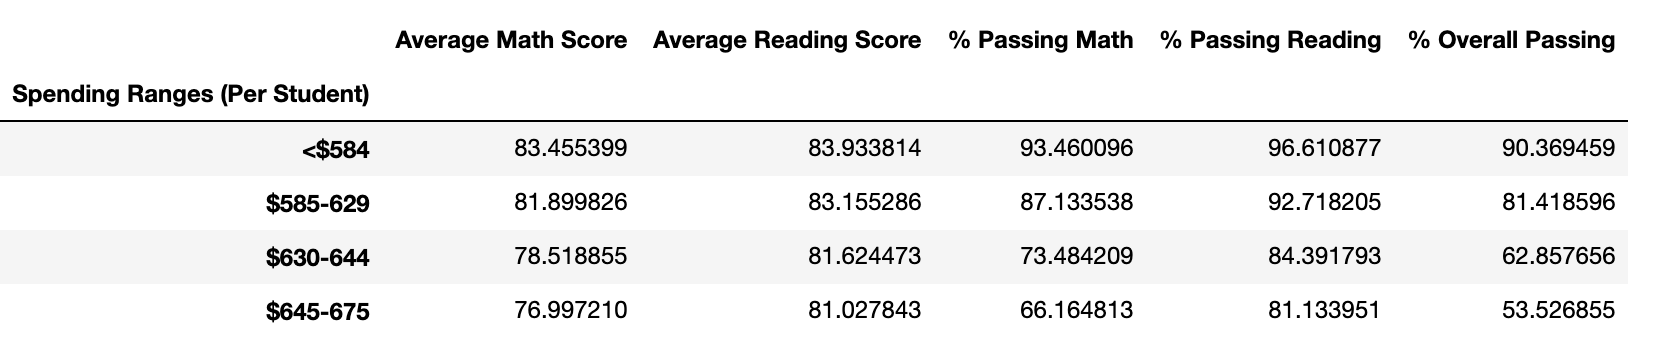 Average Math Score Average Reading Score % Passing Math % Passing Reading % Overall Passing
Spending Ranges (Per Student)
<$584 83.455399 83.933814 93.460096 96.610877 90.369459
$585-629 81.899826 83.155286 87.133538 92.718205 81.418596
$630-644 78.518855 81.624473 73.484209 84.391793 62.857656
$645-675 76.997210 81.027843 66.164813 81.133951 53.526855